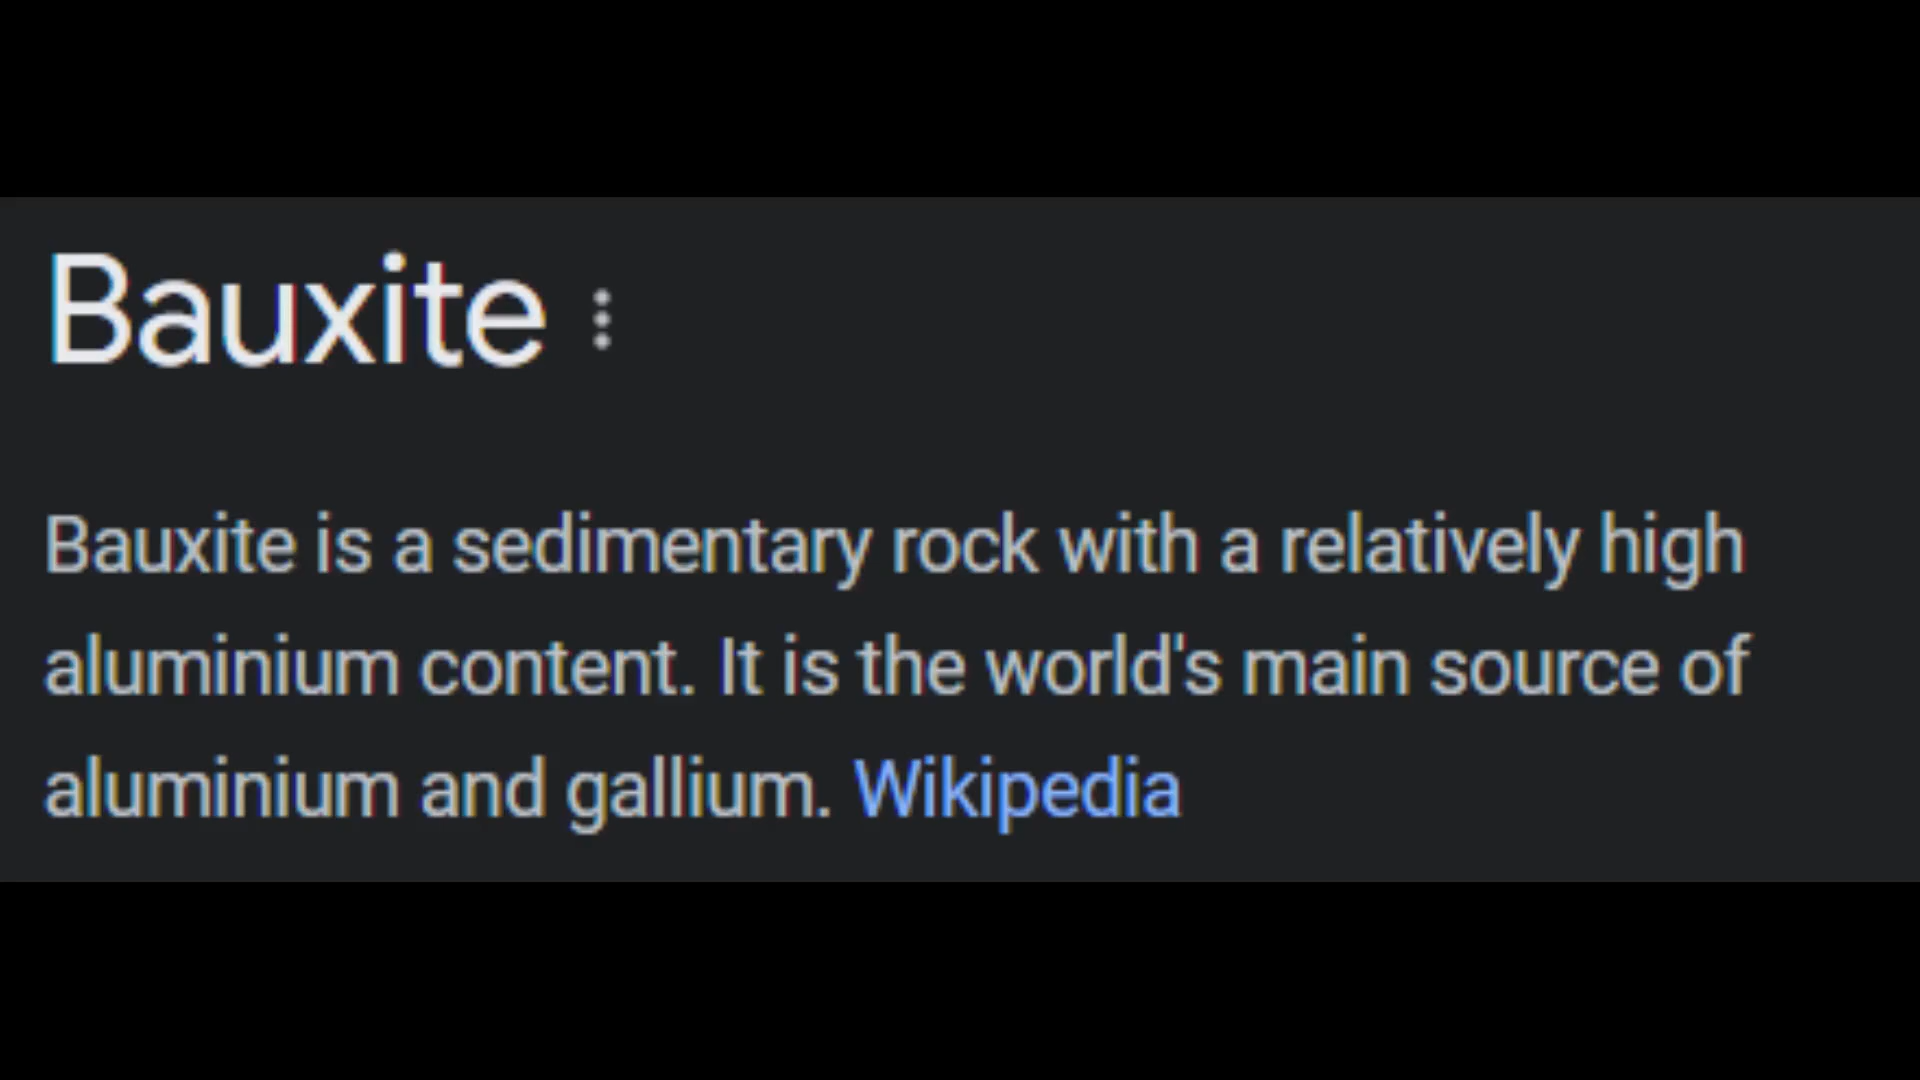 Bauxite
Bauxite is a sedimentary rock with a relatively high
aluminium content. It is the world's main source of
aluminium and gallium. Wikipedia